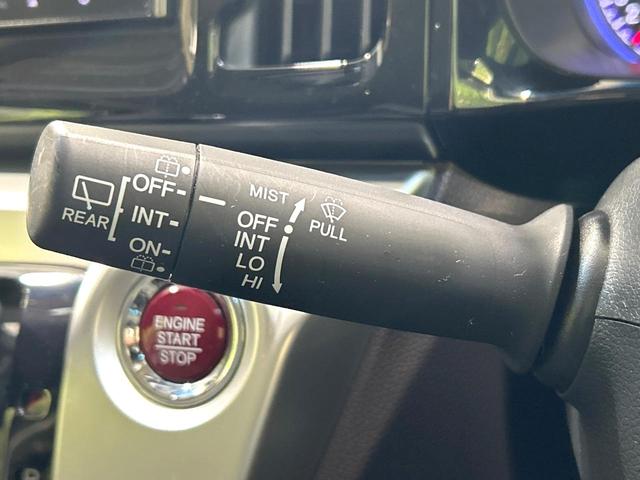 REAR
OFF
INT
ON
MIST
OFF
INT
LO
HI
PULL
ENGINE
START
STOP